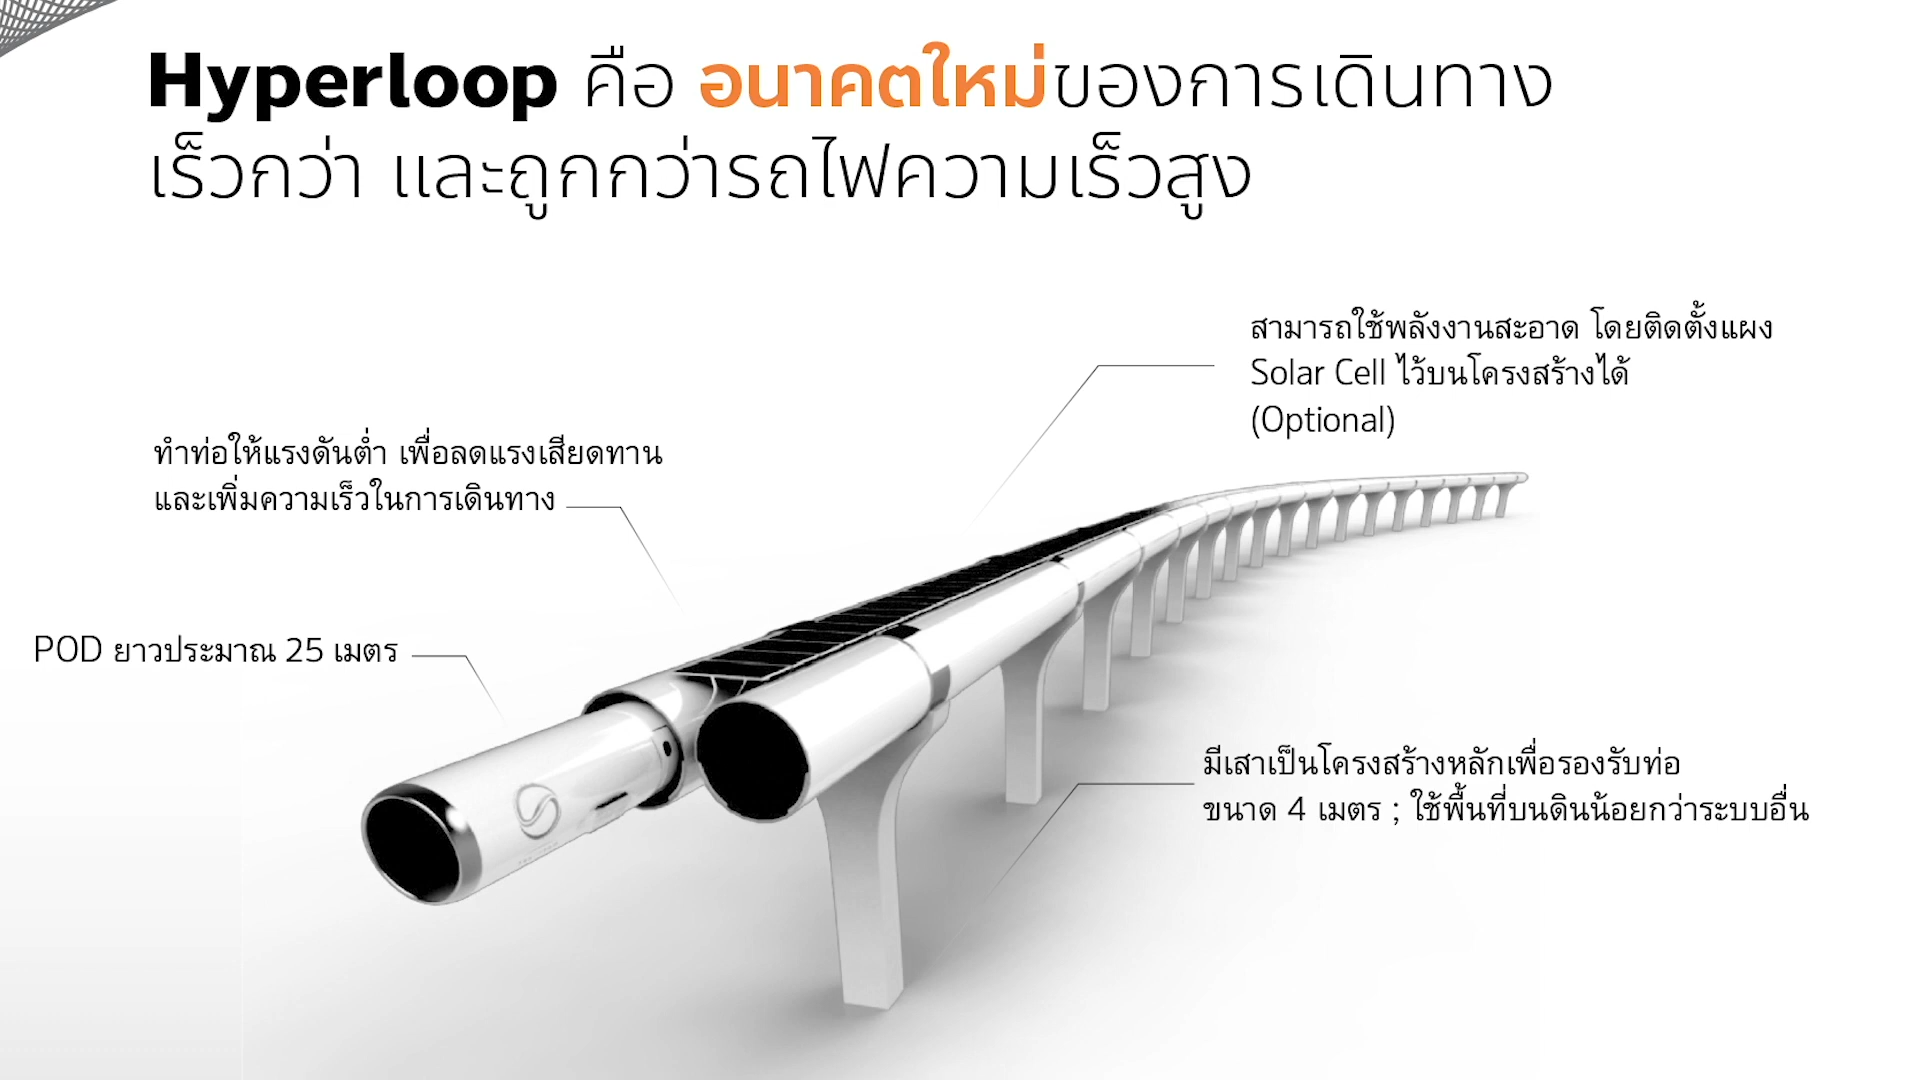 Hyperloop คือ อนาคตใหม่ของการเดินทาง
เร็วกว่า และถูกกว่ารถไฟความเร็วสูง
สามารถใช้พลังงานสะอาด โดยติดตั้งแผง
Solar Cell ไว้บนโครงสร้างได้
(Optional)
ทำท่อให้แรงดันต่ำ เพื่อลดแรงเสียดทาน
และเพิ่มความเร็วในการเดินทาง
POD ยาวประมาณ 25 เมตร
มีเสาเป็นโครงสร้างหลักเพื่อรองรับท่อ
ขนาด 4 เมตร ; ใช้พื้นที่บนดินน้อยกว่าระบบอื่น